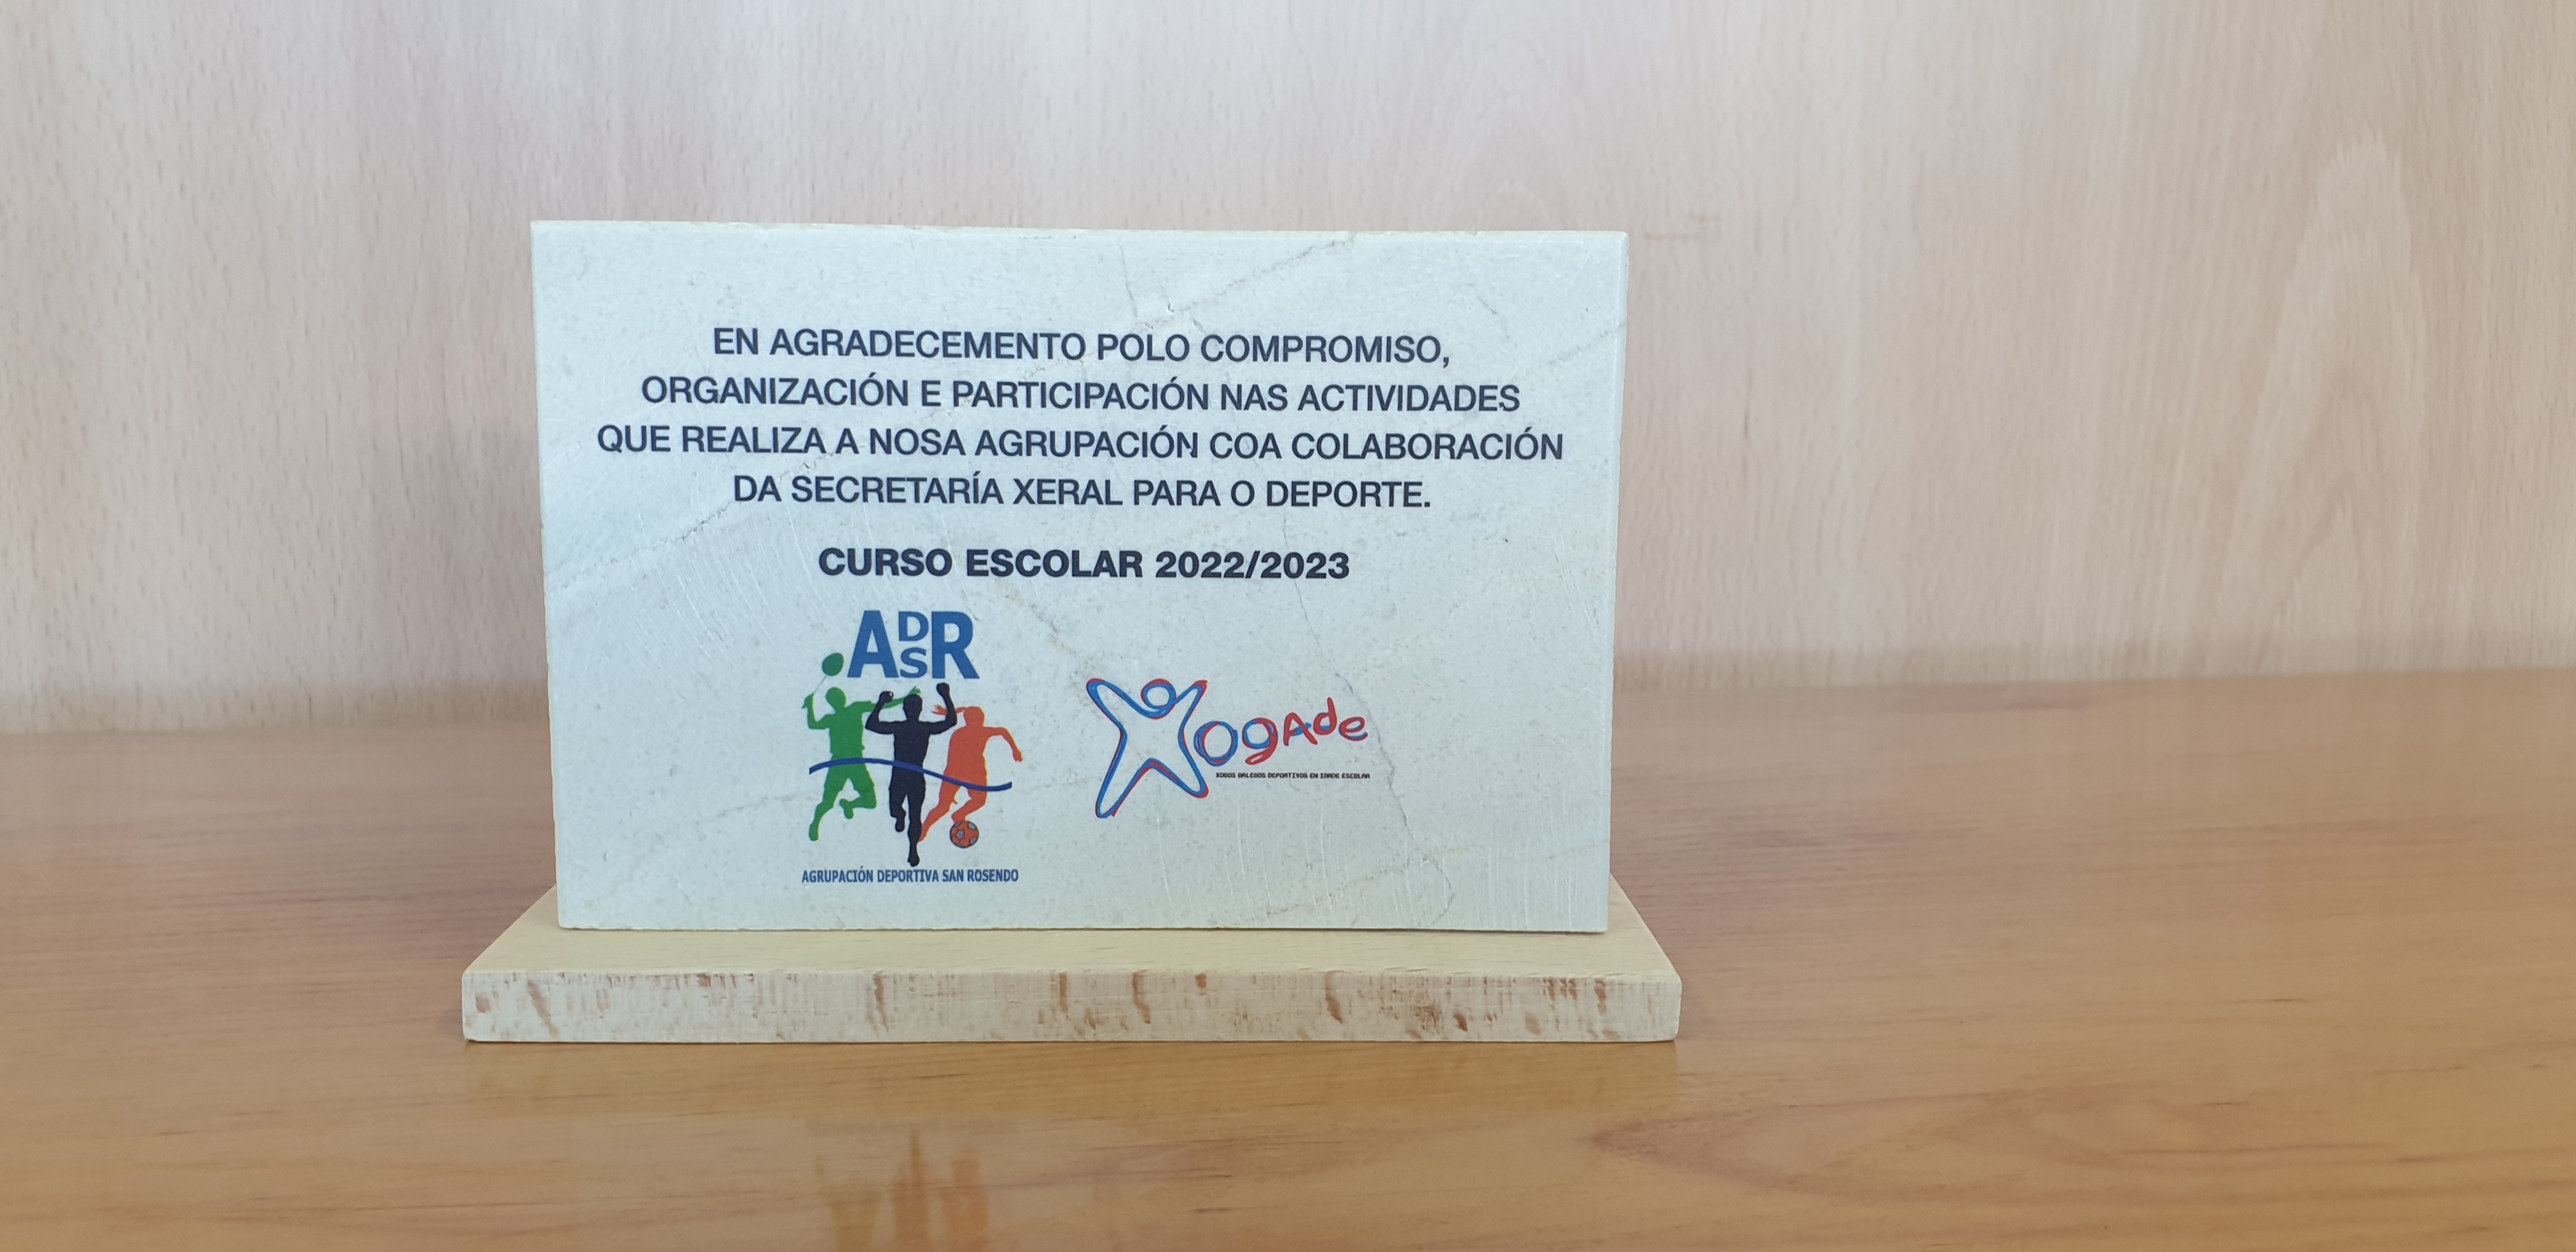 EN AGRADECEMENTO POLO COMPROMISO,
ORGANIZACIÓN E PARTICIPACIÓN NAS ACTIVIDADES
QUE REALIZA A NOSA AGRUPACIÓN COA COLABORACIÓN
DA SECRETARÍA XERAL PARA O DEPORTE.
CURSO ESCOLAR 2022/2023
ADSR
AGRUPACIÓN DEPORTIVA SAN ROSENDO
XogAde
XOGOS GALEGOS DEPORTIVOS EN IDADE ESCOLAR